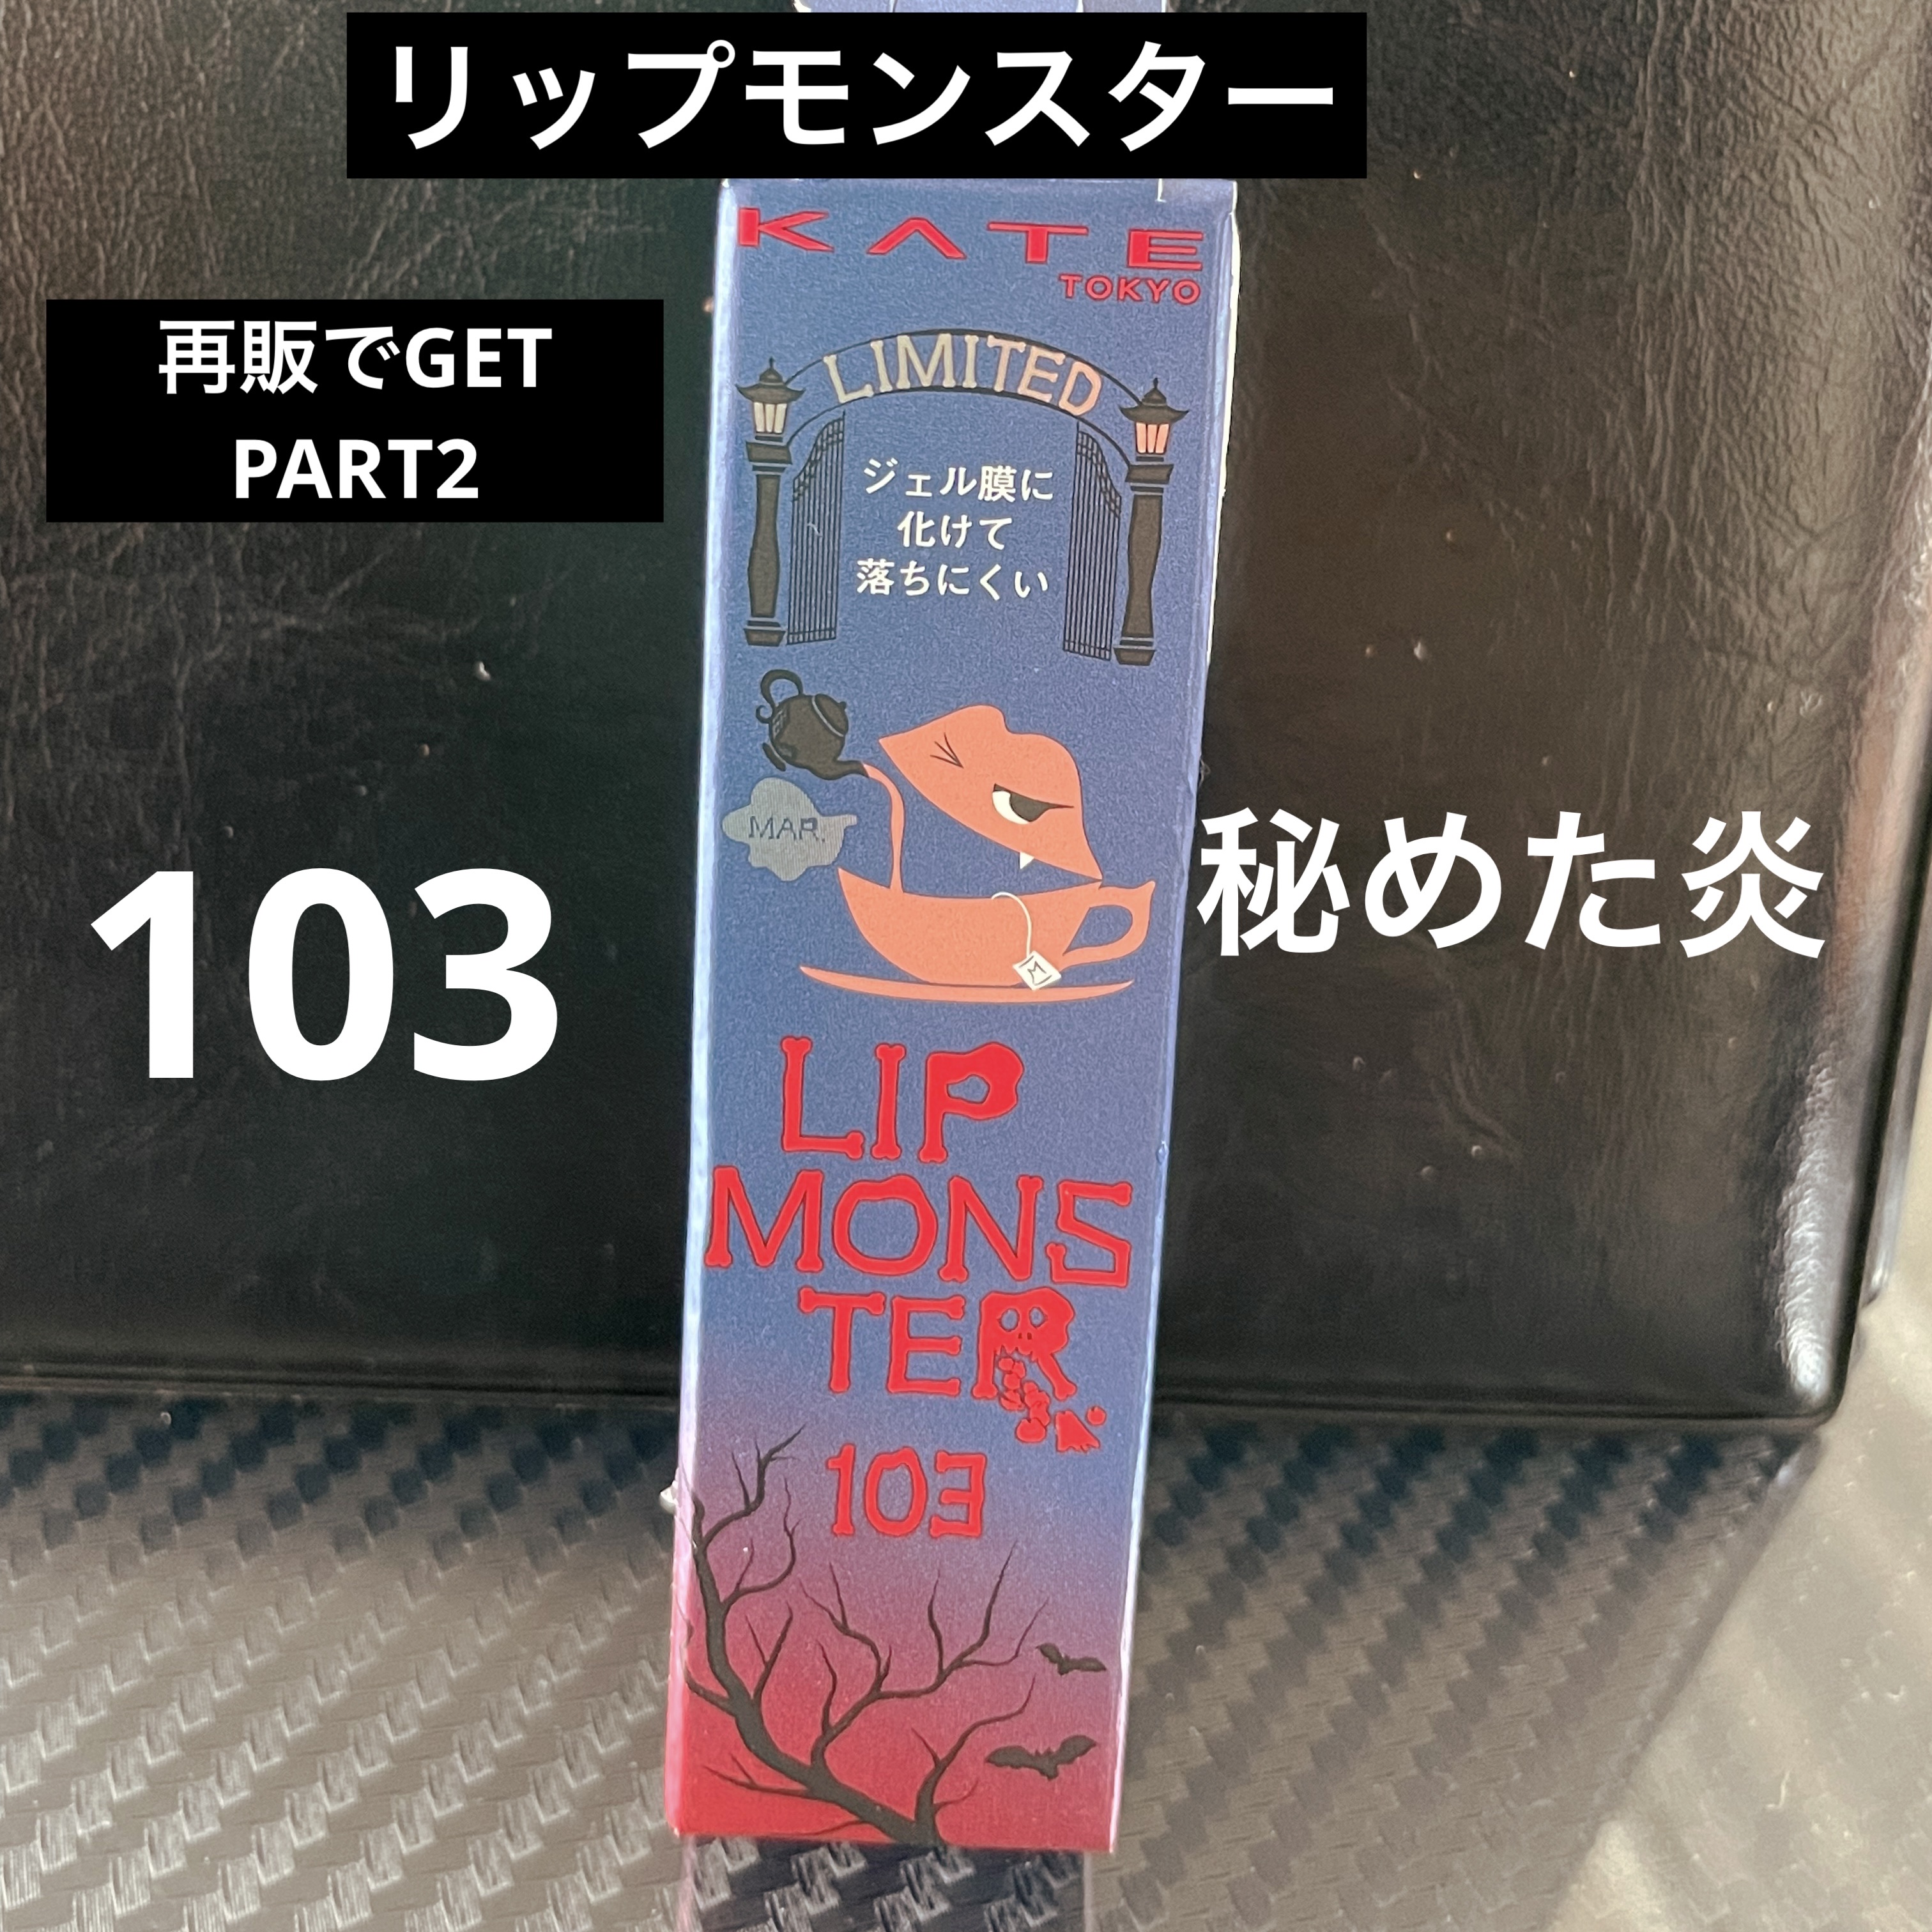 リップモンスター
KATE
TOKYO
再販でGET
PART2
LIMITED
ジェル膜に
化けて
落ちにくい
MAR.
103
秘めた炎
M
LIP
MONS
TER
103